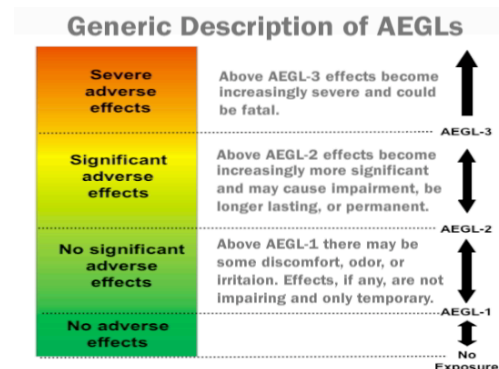 Generic Description of AEGLs
Severe
adverse
effects
Above AEGL-3 effects become
increasingly severe and could
be fatal.
AEGL-3
Significant
adverse
effects
Above AEGL-2 effects become
increasingly more significant
and may cause impairment, be
longer lasting, or permanent.
AEGL-2
No significant
adverse
effects
Above AEGL-1 there may be
some discomfort, odor, or
irritaion. Effects, if any, are not
impairing and only temporary.
AEGL-1
No adverse
effects
No
Exposure